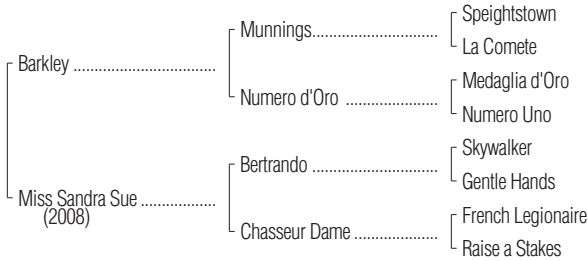 Speightstown
Munnings
La Comete
Barkley
Medaglia d'Oro
Numero d'Oro
Numero Uno
Skywalker
Bertrando
Gentle Hands
Miss Sandra Sue
(2008)
French Legionaire
Chasseur Dame
Raise a Stakes